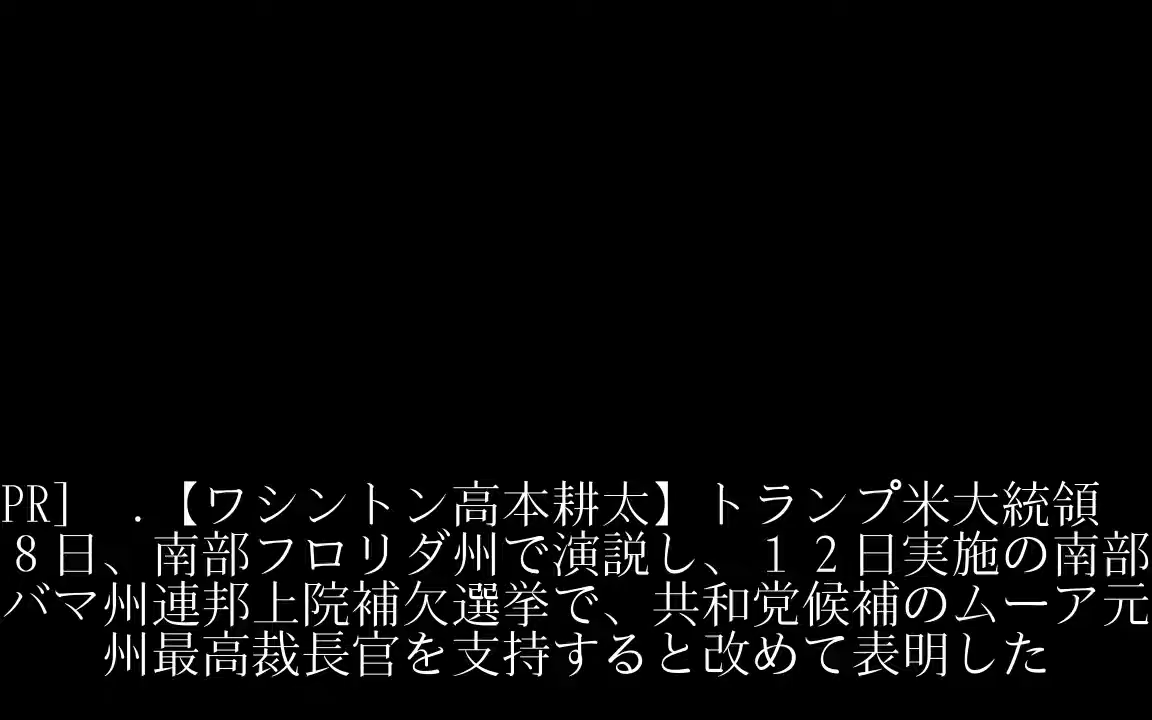 PR]　.【ワシントン高本耕太】トランプ米大統領
８日、南部フロリダ州で演説し、１２日実施の南部
バマ州連邦上院補欠選挙で、共和党候補のムーア元
州最高裁長官を支持すると改めて表明した